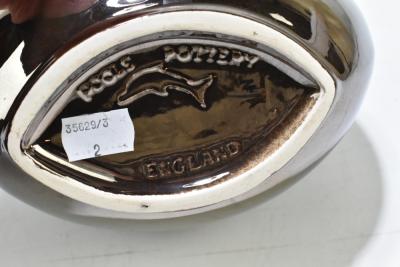 POOLE POTTERY
35629/3
2
ENGLAND